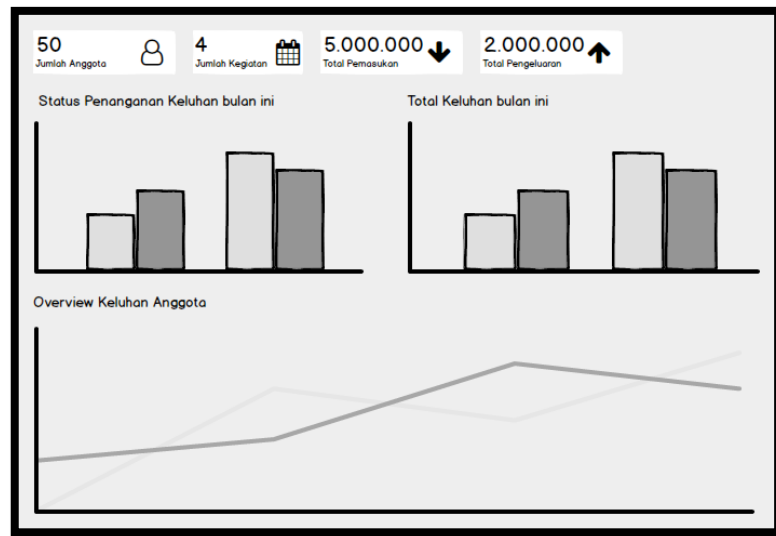 50
Jumlah Anggota
4
Jumlah Kegiatan
5.000.000
Total Pemasukan
2.000.000
Total Pengeluaran
Status Penanganan Keluhan bulan ini
Total Keluhan bulan ini
Overview Keluhan Anggota